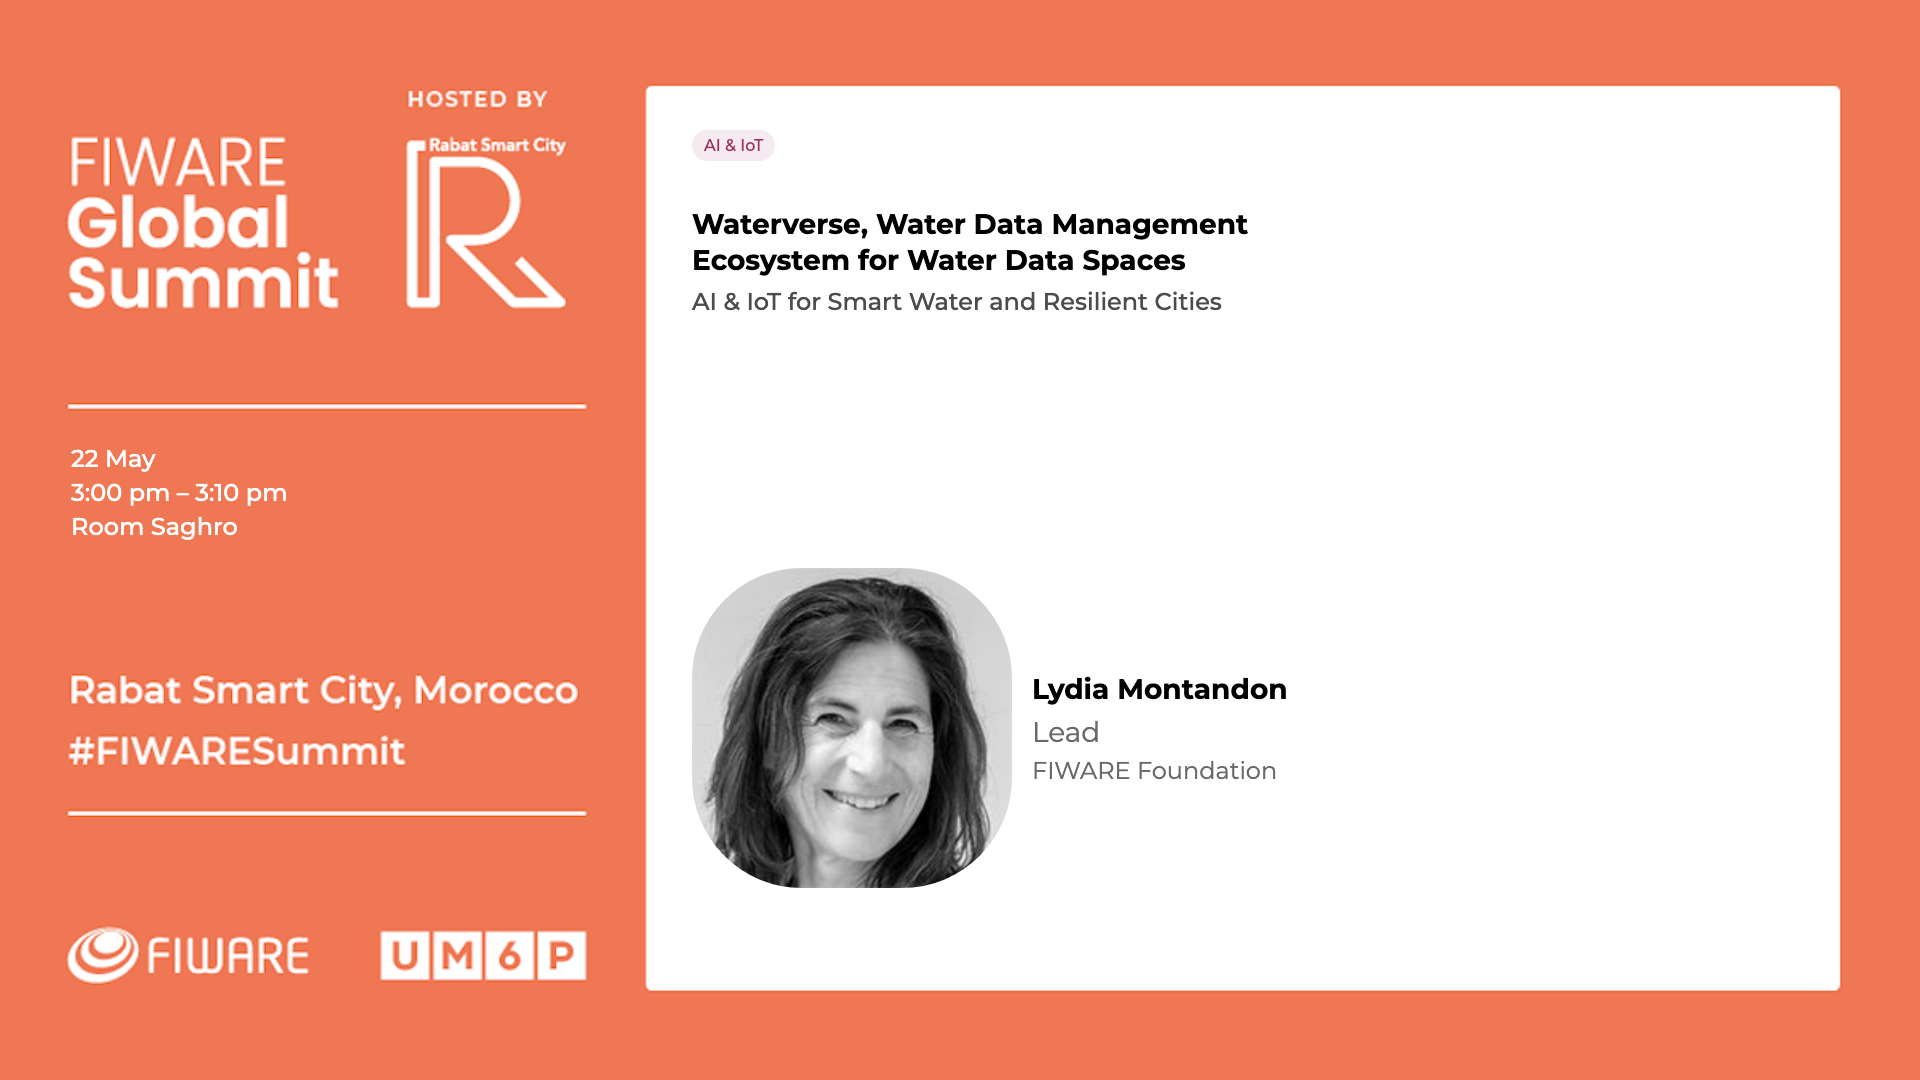 HOSTED BY
FIWARE
Global
Summit
Rabat Smart City
R
22 May
3:00 pm – 3:10 pm
Room Saghro
Rabat Smart City, Morocco
#FIWARESummit
FIWARE
UM6P
AI & IoT
Waterverse, Water Data Management
Ecosystem for Water Data Spaces
AI & IoT for Smart Water and Resilient Cities
Lydia Montandon
Lead
FIWARE Foundation